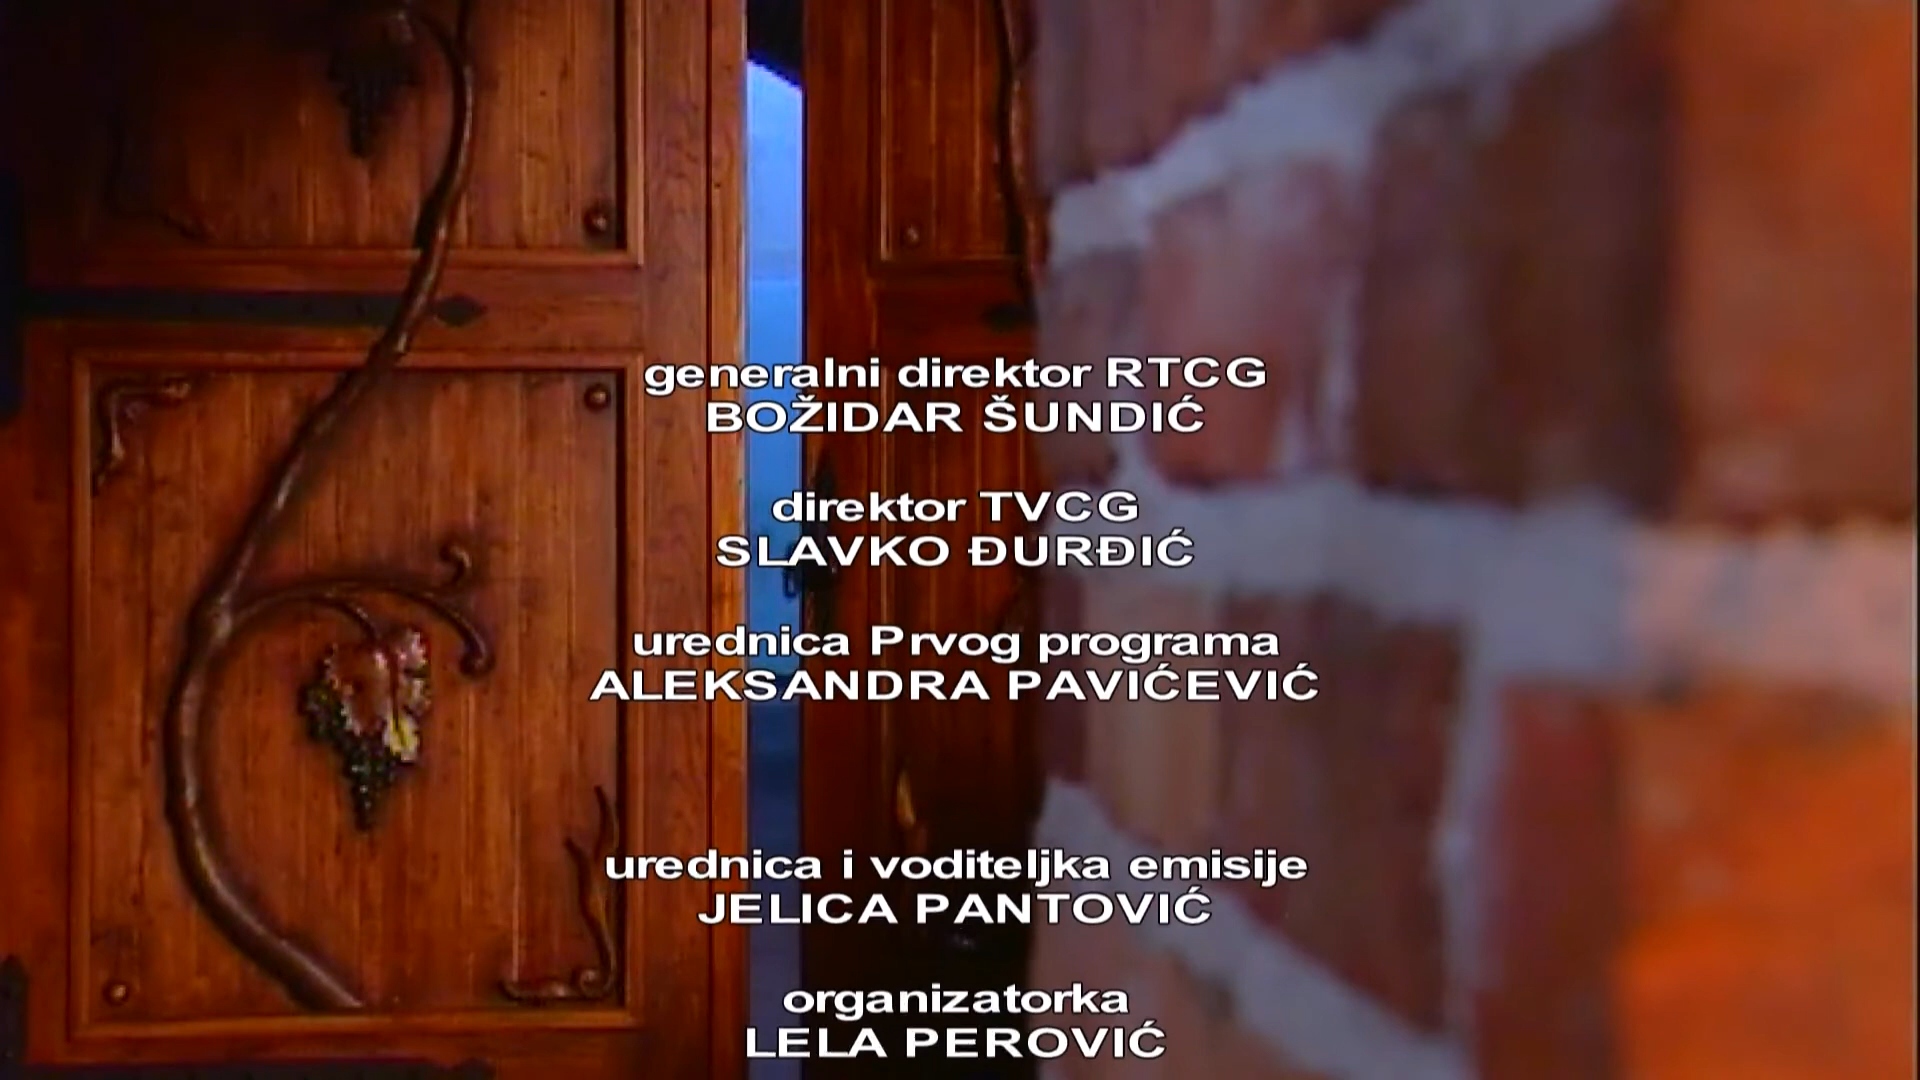 generalni direktor RTCG
BOŽIDAR ŠUNDIĆ
direktor TVCG
SLAVKO ĐURĐIĆ
urednica Prvog programa
ALEKSANDRA PAVIĆEVIĆ
urednica i voditeljka emisije
JELICA PANTOVIĆ
organizatorka
LELA PEROVIĆ